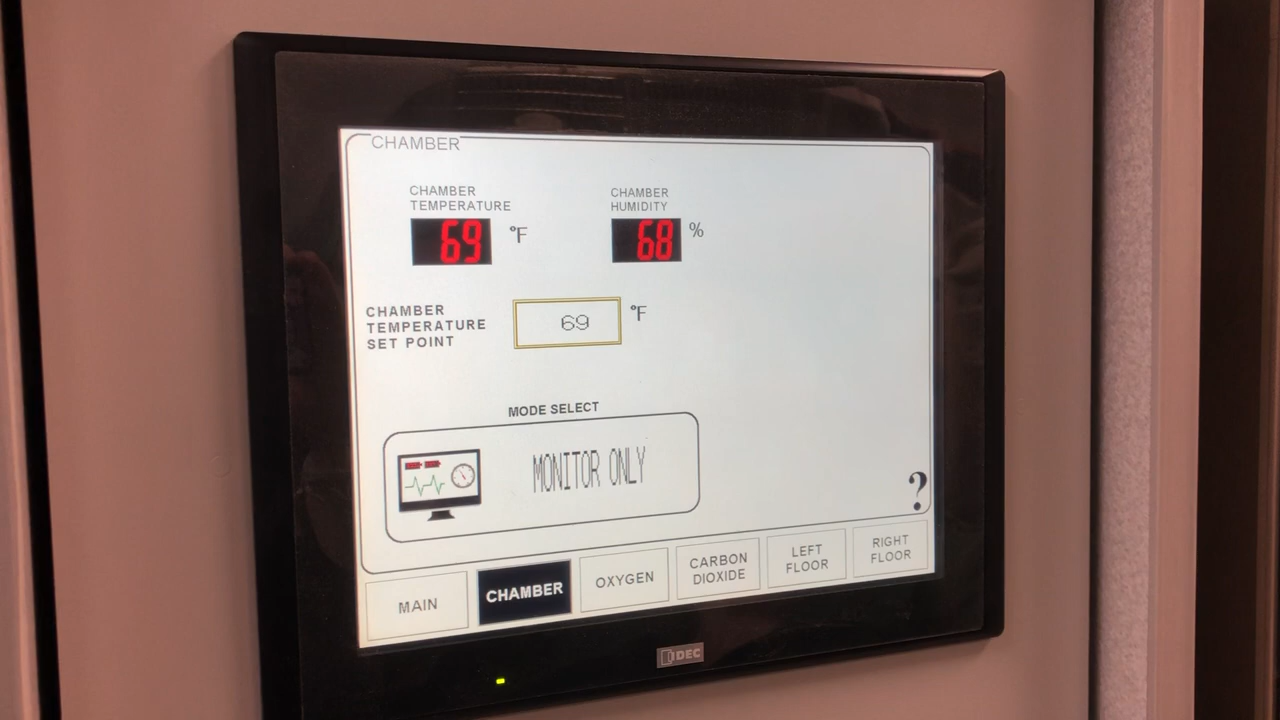 CHAMBER
CHAMBER
TEMPERATURE
69 °F
CHAMBER
HUMIDITY
68 %
CHAMBER
TEMPERATURE
SET POINT
69 °F
MODE SELECT
MONITOR ONLY
?
MAIN
CHAMBER
OXYGEN
CARBON
DIOXIDE
LEFT
FLOOR
RIGHT
FLOOR
IDEC